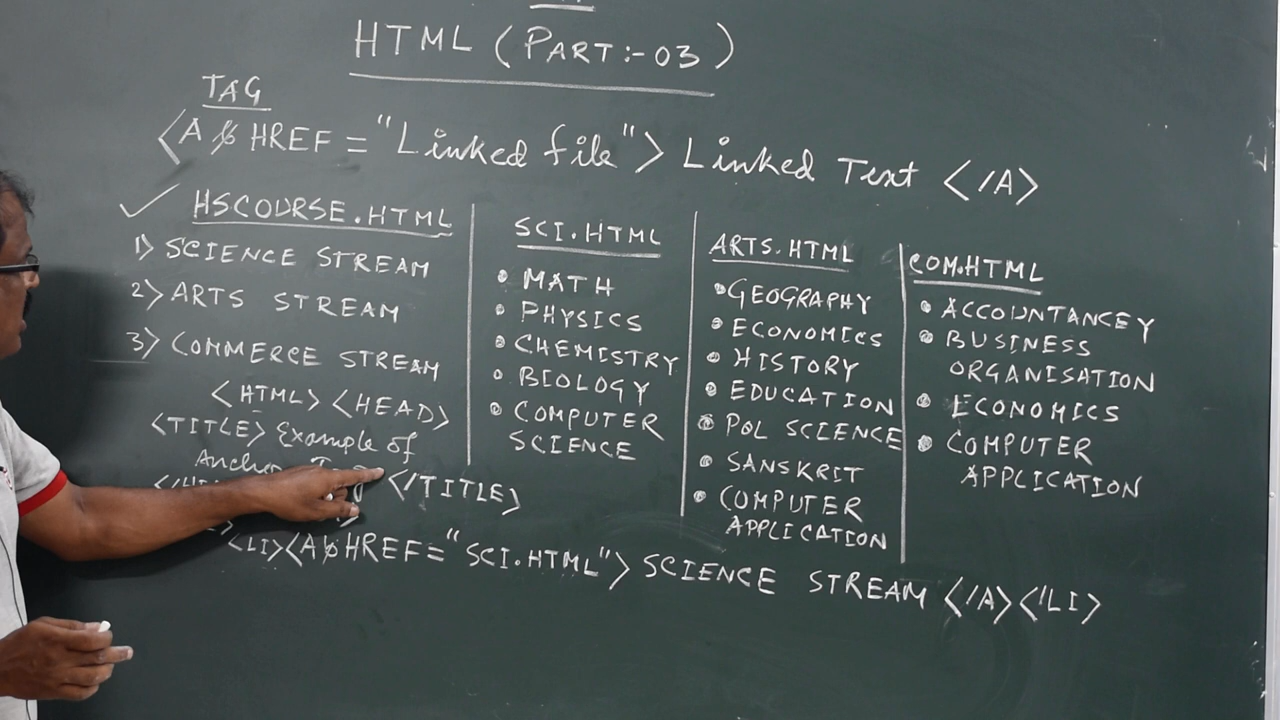 HTML (PART:-03)
TAG
<A ƀ HREF = "Linked file"> Linked Text </A>
HSCOURSE.HTML
1> SCIENCE STREAM
2> ARTS STREAM
3> COMMERCE STREAM
<HTML> <HEAD>
<TITLE> Example of
</TITLE>
SCI.HTML
• MATH
• PHYSICS
• CHEMISTRY
• BIOLOGY
• COMPUTER
SCIENCE
ARTS.HTML
• GEOGRAPHY
• ECONOMICS
• HISTORY
• EDUCATION
• POL SCIENCE
• SANSKRIT
• COMPUTER
APPLICATION
COM.HTML
• ACCOUNTANCEY
• BUSINESS
ORGANISATION
• ECONOMICS
• COMPUTER
APPLICATION
<LI><A ƀ HREF="SCI.HTML"> SCIENCE STREAM </A></LI>